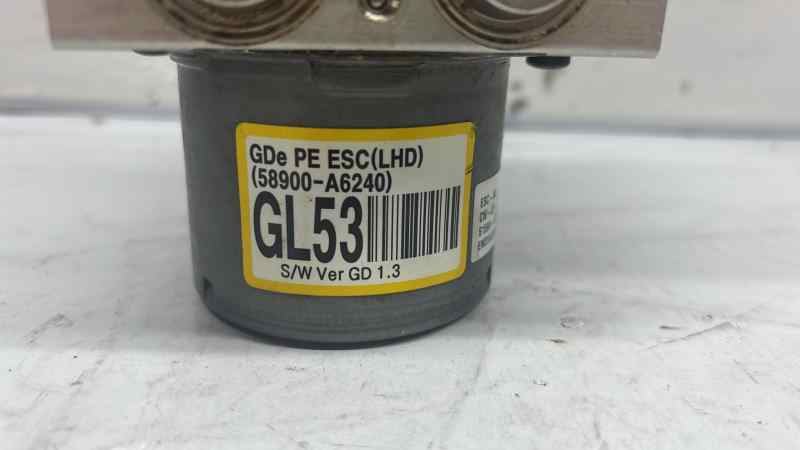 GDe PE ESC(LHD)
(58900-A6240)
GL53
S/W Ver GD 1.3